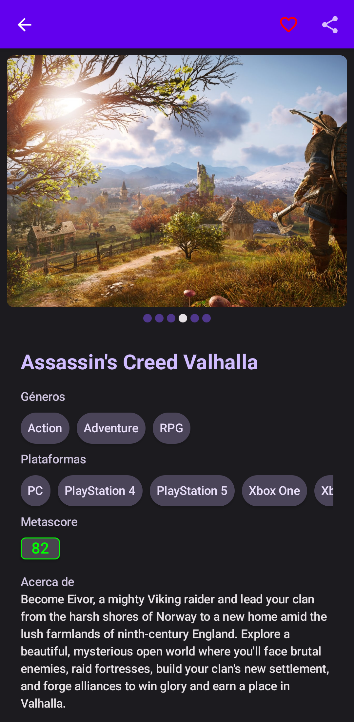 Assassin's Creed Valhalla
Géneros
Action Adventure RPG
Plataformas
PC PlayStation 4 PlayStation 5 Xbox One Xb
Metascore
82
Acerca de
Become Eivor, a mighty Viking raider and lead your clan
from the harsh shores of Norway to a new home amid the
lush farmlands of ninth-century England. Explore a
beautiful, mysterious open world where you'll face brutal
enemies, raid fortresses, build your clan's new settlement,
and forge alliances to win glory and earn a place in
Valhalla.